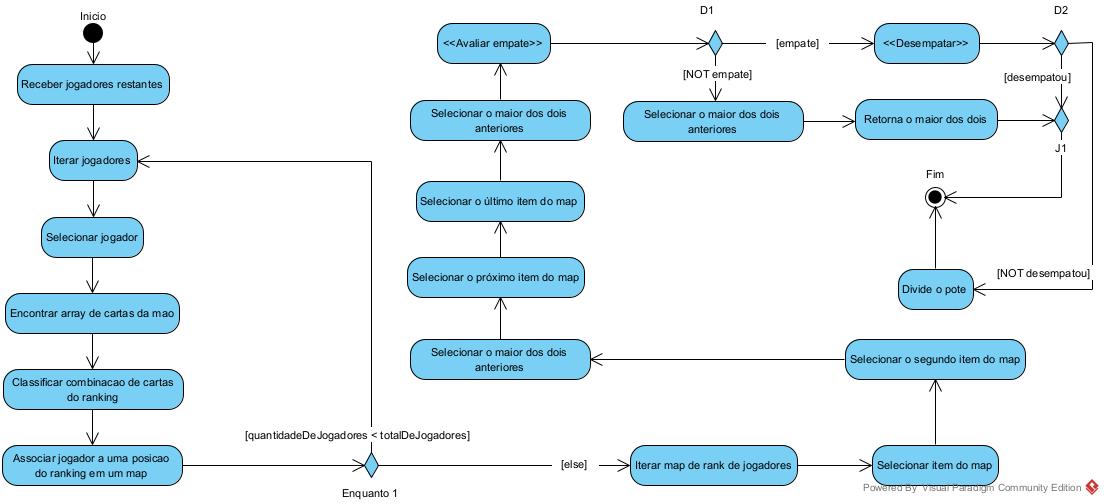 Inicio
Receber jogadores restantes
Iterar jogadores
Selecionar jogador
Encontrar array de cartas da mao
Classificar combinacao de cartas
do ranking
Associar jogador a uma posicao
do ranking em um map
[quantidadeDeJogadores < totalDeJogadores]
Enquanto 1
[else]
Iterar map de rank de jogadores
Selecionar item do map
Selecionar o segundo item do map
Selecionar o maior dos dois
anteriores
Selecionar o próximo item do map
Selecionar o último item do map
Selecionar o maior dos dois
anteriores
<<Avaliar empate>>
D1
[empate]
[NOT empate]
Selecionar o maior dos dois
anteriores
Retorna o maior dos dois
<<Desempatar>>
D2
[desempatou]
J1
[NOT desempatou]
Divide o pote
Fim
Powered By Visual Paradigm Community Edition